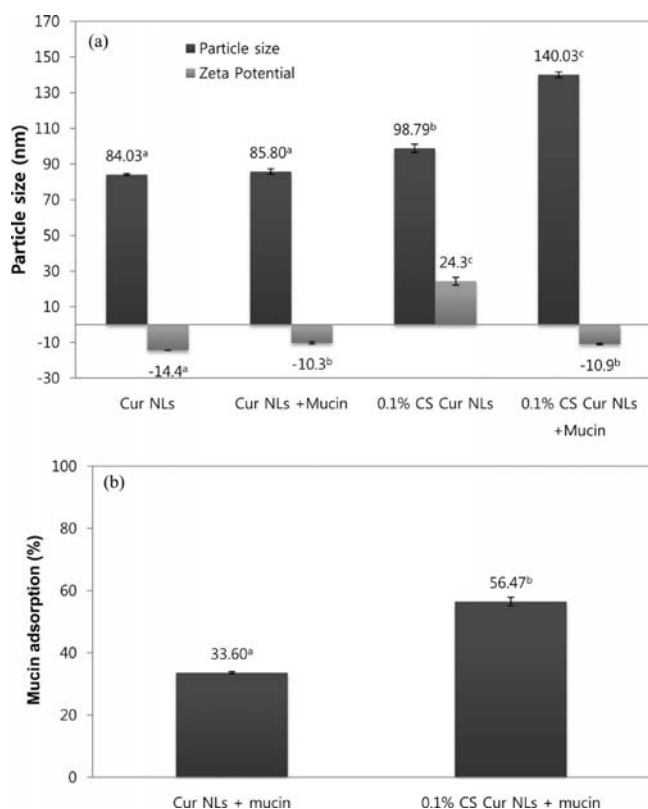 170
(a)
Particle size
Zeta Potential
150
130
110
90
70
50
30
10
-10
-30
Particle size (nm)
84.03ᵃ
85.80ᵃ
98.79ᵇ
140.03ᶜ
24.3ᶜ
-14.4ᵃ
-10.3ᵇ
-10.9ᵇ
Cur NLs
Cur NLs +Mucin
0.1% CS Cur NLs
0.1% CS Cur NLs
+Mucin
100
(b)
80
60
40
20
0
Mucin adsorption (%)
33.60ᵃ
56.47ᵇ
Cur NLs + mucin
0.1% CS Cur NLs + mucin